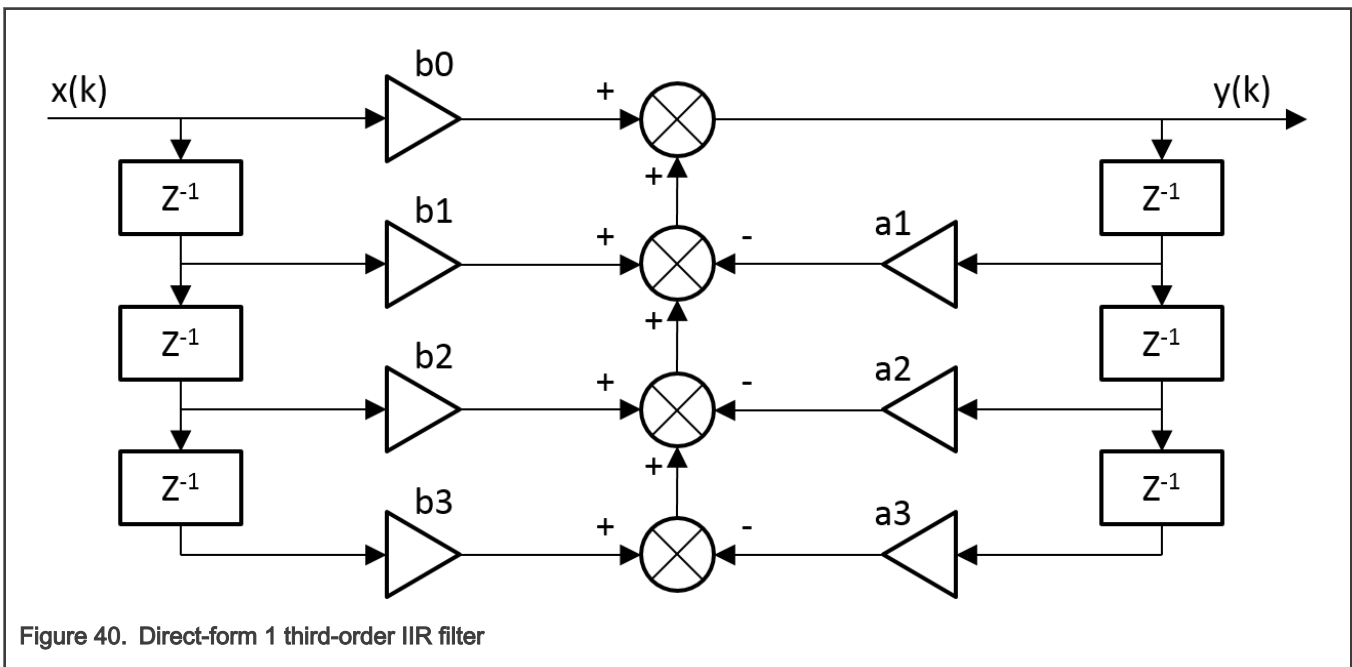 b0
x(k) + y(k)
Z-1 + Z-1
b1 + - a1
Z-1 + Z-1
b2 + - a2
Z-1 + Z-1
b3 + - a3
Figure 40. Direct-form 1 third-order IIR filter